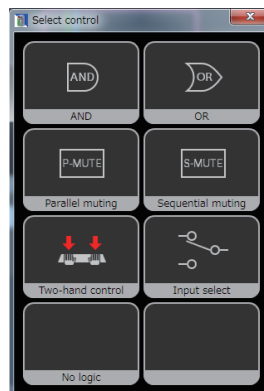 Select control
AND OR
AND OR
P-MUTE S-MUTE
Parallel muting Sequential muting
Two-hand control Input select
No logic